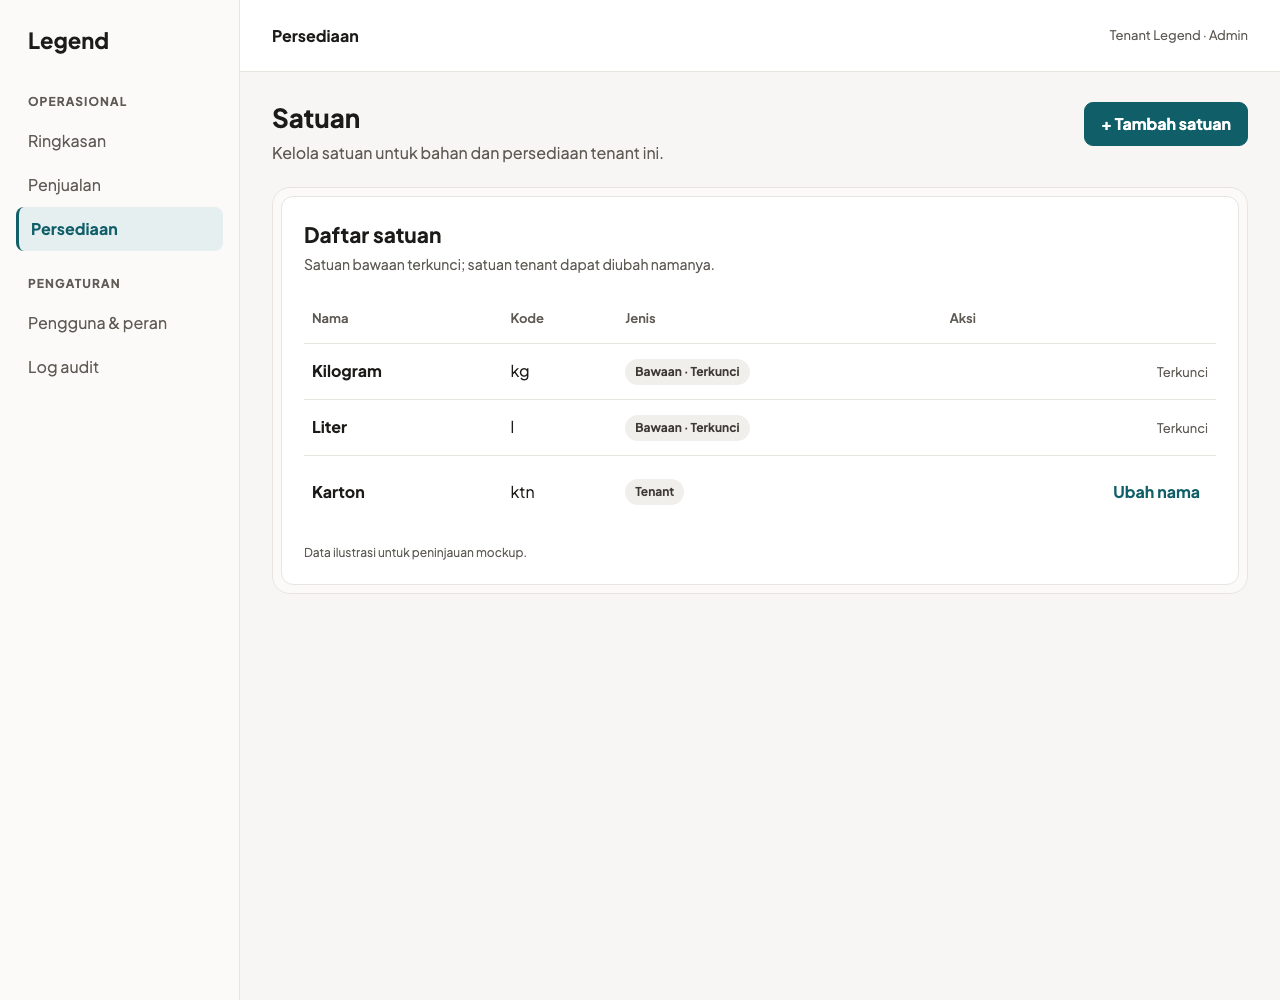 Legend
OPERASIONAL
Ringkasan
Penjualan
Persediaan
PENGATURAN
Pengguna & peran
Log audit
Persediaan
Tenant Legend · Admin
Satuan
Kelola satuan untuk bahan dan persediaan tenant ini.
+ Tambah satuan
Daftar satuan
Satuan bawaan terkunci; satuan tenant dapat diubah namanya.
Nama Kode Jenis Aksi
Kilogram kg Bawaan · Terkunci Terkunci
Liter l Bawaan · Terkunci Terkunci
Karton ktn Tenant Ubah nama
Data ilustrasi untuk peninjauan mockup.